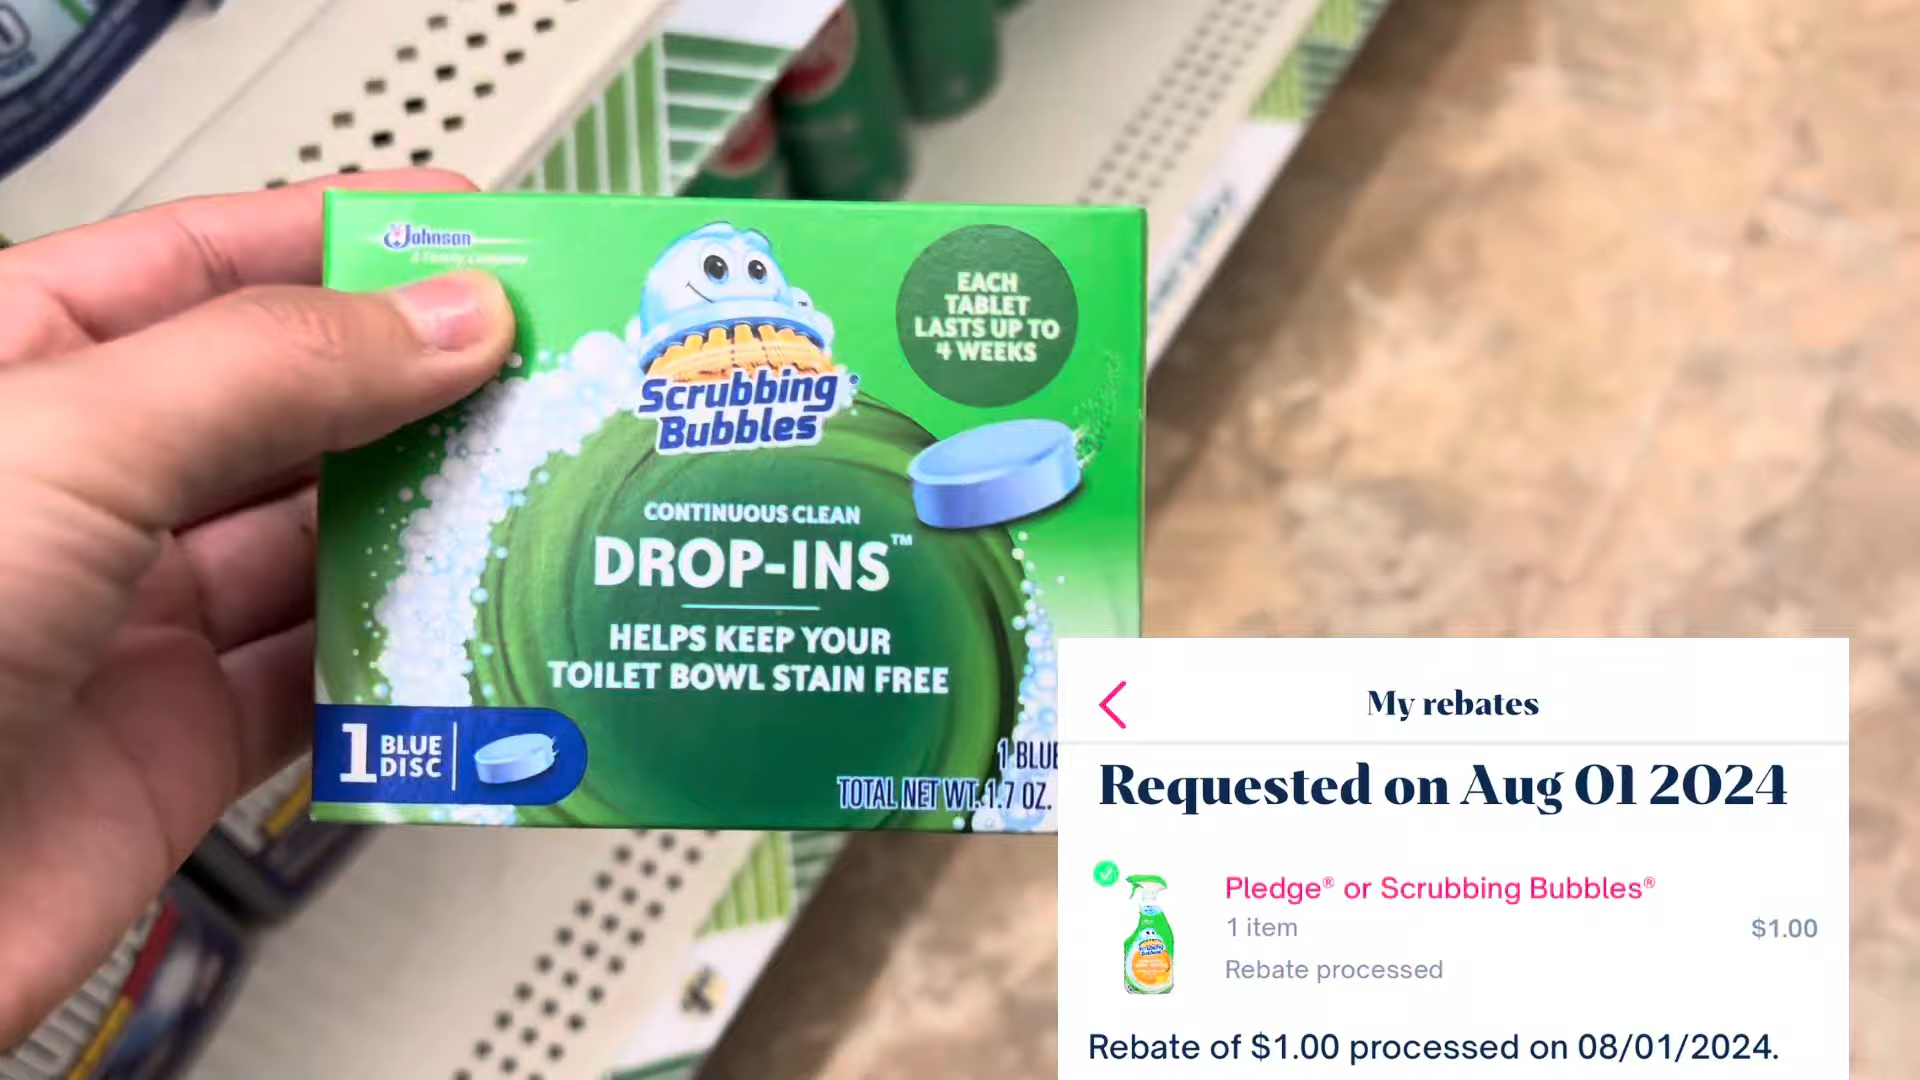 Johnson
A Family Company
EACH
TABLET
LASTS UP TO
4 WEEKS
Scrubbing
Bubbles
CONTINUOUS CLEAN
DROP-INS™
HELPS KEEP YOUR
TOILET BOWL STAIN FREE
1 BLUE
DISC
1 BLUE
TOTAL NET WT. 1.7 OZ.
My rebates
Requested on Aug 01 2024
Pledge® or Scrubbing Bubbles®
1 item
$1.00
Rebate processed
Rebate of $1.00 processed on 08/01/2024.